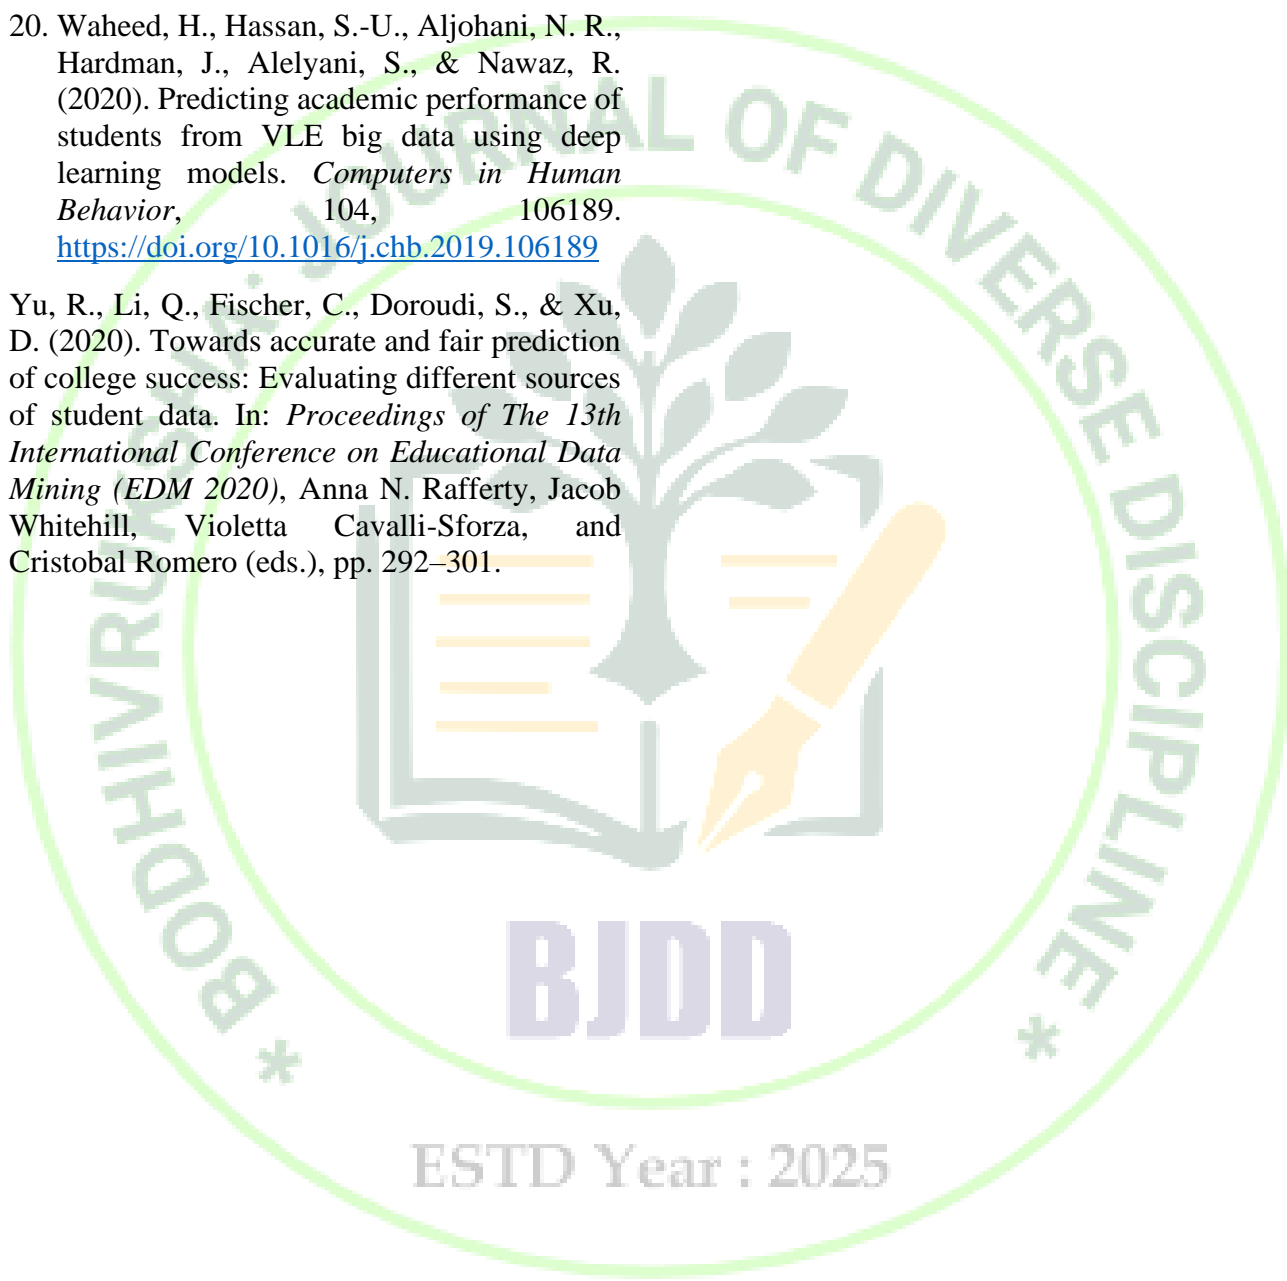 20. Waheed, H., Hassan, S.-U., Aljohani, N. R.,
Hardman, J., Alelyani, S., & Nawaz, R.
(2020). Predicting academic performance of
students from VLE big data using deep
learning models. Computers in Human
Behavior, 104, 106189.
https://doi.org/10.1016/j.chb.2019.106189
Yu, R., Li, Q., Fischer, C., Doroudi, S., & Xu,
D. (2020). Towards accurate and fair prediction
of college success: Evaluating different sources
of student data. In: Proceedings of The 13th
International Conference on Educational Data
Mining (EDM 2020), Anna N. Rafferty, Jacob
Whitehill, Violetta Cavalli-Sforza, and
Cristobal Romero (eds.), pp. 292–301.
* BODHIVRUKSHA: JOURNAL OF DIVERSE DISCIPLINE *
BJDD
ESTD Year : 2025